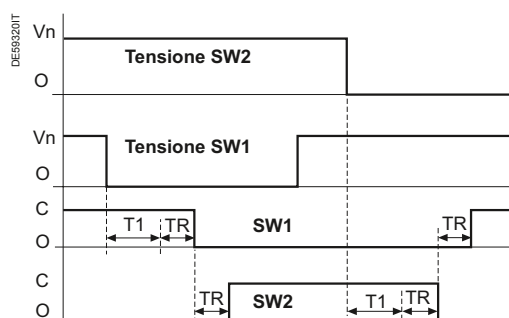 DE59320IT
Vn
Tensione SW2
O
Vn
Tensione SW1
O
C
T1 TR SW1 TR
O
C
TR SW2 T1 TR
O